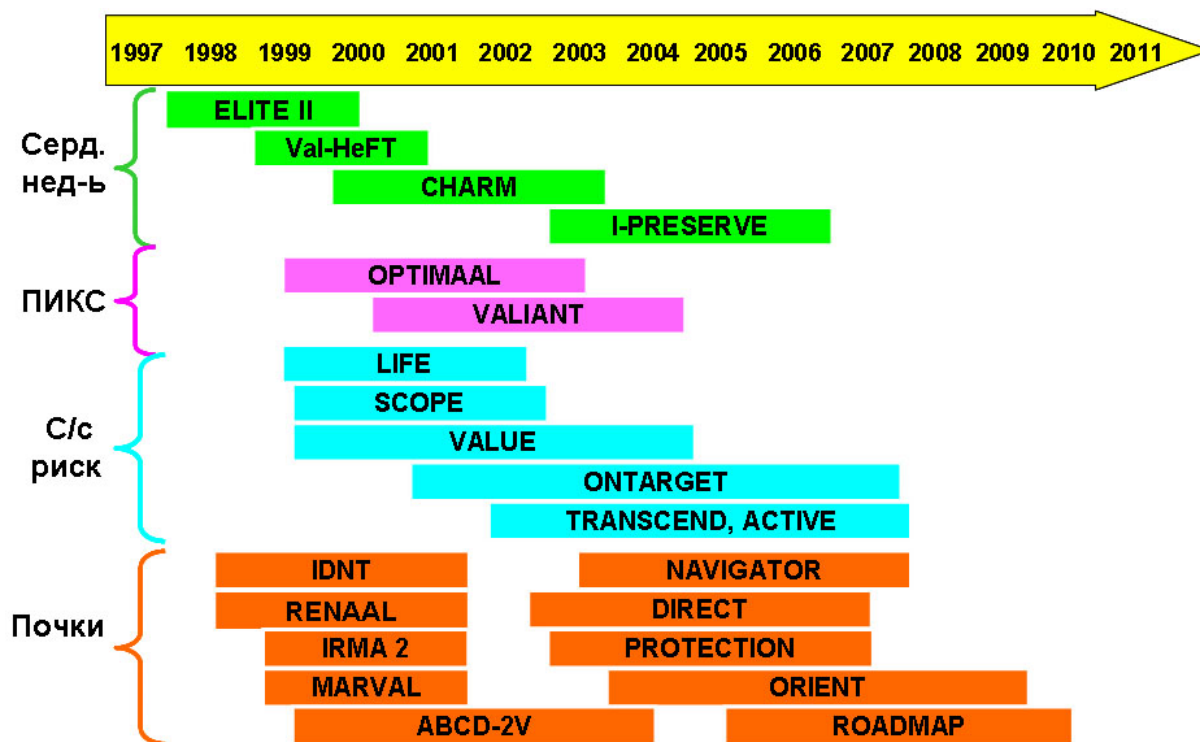 1997 1998 1999 2000 2001 2002 2003 2004 2005 2006 2007 2008 2009 2010 2011
Серд.
нед-ь
ELITE II
Val-HeFT
CHARM
I-PRESERVE
ПИКС
OPTIMAAL
VALIANT
С/с
риск
LIFE
SCOPE
VALUE
ONTARGET
TRANSCEND, ACTIVE
Почки
IDNT NAVIGATOR
RENAAL DIRECT
IRMA 2 PROTECTION
MARVAL ORIENT
ABCD-2V ROADMAP